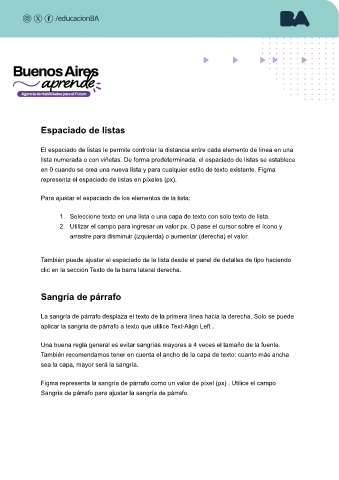 /educacionBA
BA
Buenos Aires
aprende
Agencia de Habilidades para el Futuro
Espaciado de listas
El espaciado de listas le permite controlar la distancia entre cada elemento de línea en una
lista numerada o con viñetas. De forma predeterminada, el espaciado de listas se establece
en 0 cuando se crea una nueva lista y para cualquier estilo de texto existente. Figma
representa el espaciado de listas en píxeles (px).
Para ajustar el espaciado de los elementos de la lista:
1. Seleccione texto en una lista o una capa de texto con solo texto de lista.
2. Utilizar el campo para ingresar un valor px. O pase el cursor sobre el ícono y
arrastre para disminuir (izquierda) o aumentar (derecha) el valor.
También puede ajustar el espaciado de la lista desde el panel de detalles de tipo haciendo
clic en la sección Texto de la barra lateral derecha.
Sangría de párrafo
La sangría de párrafo desplaza el texto de la primera línea hacia la derecha. Solo se puede
aplicar la sangría de párrafo a texto que utilice Text-Align Left .
Una buena regla general es evitar sangrías mayores a 4 veces el tamaño de la fuente.
También recomendamos tener en cuenta el ancho de la capa de texto: cuanto más ancha
sea la capa, mayor será la sangría.
Figma representa la sangría de párrafo como un valor de píxel (px) . Utilice el campo
Sangría de párrafo para ajustar la sangría de párrafo.